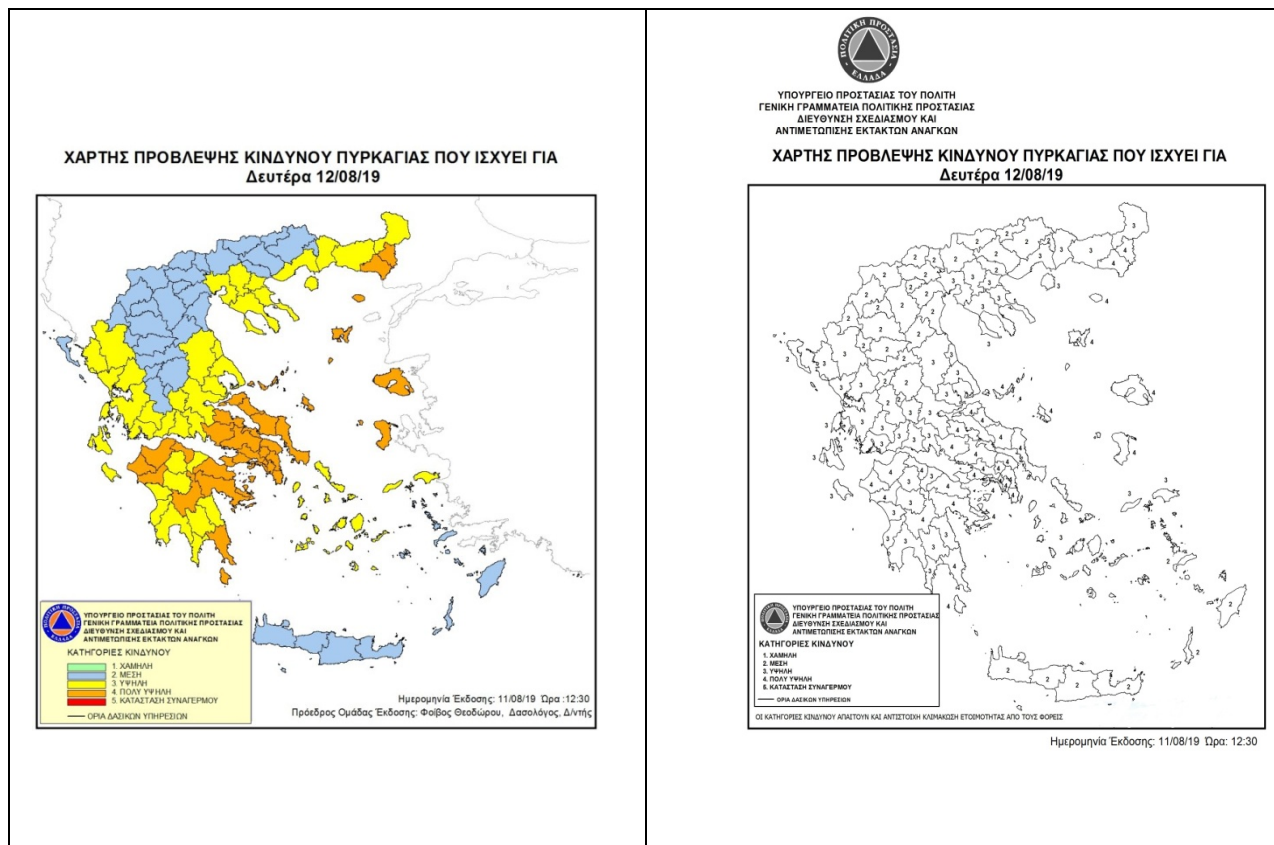 ΧΑΡΤΗΣ ΠΡΟΒΛΕΨΗΣ ΚΙΝΔΥΝΟΥ ΠΥΡΚΑΓΙΑΣ ΠΟΥ ΙΣΧΥΕΙ ΓΙΑ
Δευτέρα 12/08/19
ΠΟΛΙΤΙΚΗ ΠΡΟΣΤΑΣΙΑ
ΕΛΛΑΔΑ
ΥΠΟΥΡΓΕΙΟ ΠΡΟΣΤΑΣΙΑΣ ΤΟΥ ΠΟΛΙΤΗ
ΓΕΝΙΚΗ ΓΡΑΜΜΑΤΕΙΑ ΠΟΛΙΤΙΚΗΣ ΠΡΟΣΤΑΣΙΑΣ
ΔΙΕΥΘΥΝΣΗ ΣΧΕΔΙΑΣΜΟΥ ΚΑΙ
ΑΝΤΙΜΕΤΩΠΙΣΗΣ ΕΚΤΑΚΤΩΝ ΑΝΑΓΚΩΝ
ΚΑΤΗΓΟΡΙΕΣ ΚΙΝΔΥΝΟΥ
1. ΧΑΜΗΛΗ
2. ΜΕΣΗ
3. ΥΨΗΛΗ
4. ΠΟΛΥ ΥΨΗΛΗ
5. ΚΑΤΑΣΤΑΣΗ ΣΥΝΑΓΕΡΜΟΥ
ΟΡΙΑ ΔΑΣΙΚΩΝ ΥΠΗΡΕΣΙΩΝ
Ημερομηνία Έκδοσης: 11/08/19 Ώρα :12:30
Πρόεδρος Ομάδας Έκδοσης: Φοίβος Θεοδώρου, Δασολόγος, Δ/ντής
ΠΟΛΙΤΙΚΗ ΠΡΟΣΤΑΣΙΑ
ΕΛΛΑΔΑ
ΥΠΟΥΡΓΕΙΟ ΠΡΟΣΤΑΣΙΑΣ ΤΟΥ ΠΟΛΙΤΗ
ΓΕΝΙΚΗ ΓΡΑΜΜΑΤΕΙΑ ΠΟΛΙΤΙΚΗΣ ΠΡΟΣΤΑΣΙΑΣ
ΔΙΕΥΘΥΝΣΗ ΣΧΕΔΙΑΣΜΟΥ ΚΑΙ
ΑΝΤΙΜΕΤΩΠΙΣΗΣ ΕΚΤΑΚΤΩΝ ΑΝΑΓΚΩΝ
ΧΑΡΤΗΣ ΠΡΟΒΛΕΨΗΣ ΚΙΝΔΥΝΟΥ ΠΥΡΚΑΓΙΑΣ ΠΟΥ ΙΣΧΥΕΙ ΓΙΑ
Δευτέρα 12/08/19
ΥΠΟΥΡΓΕΙΟ ΠΡΟΣΤΑΣΙΑΣ ΤΟΥ ΠΟΛΙΤΗ
ΓΕΝΙΚΗ ΓΡΑΜΜΑΤΕΙΑ ΠΟΛΙΤΙΚΗΣ ΠΡΟΣΤΑΣΙΑΣ
ΔΙΕΥΘΥΝΣΗ ΣΧΕΔΙΑΣΜΟΥ ΚΑΙ
ΑΝΤΙΜΕΤΩΠΙΣΗΣ ΕΚΤΑΚΤΩΝ ΑΝΑΓΚΩΝ
ΚΑΤΗΓΟΡΙΕΣ ΚΙΝΔΥΝΟΥ
1. ΧΑΜΗΛΗ
2. ΜΕΣΗ
3. ΥΨΗΛΗ
4. ΠΟΛΥ ΥΨΗΛΗ
5. ΚΑΤΑΣΤΑΣΗ ΣΥΝΑΓΕΡΜΟΥ
ΟΡΙΑ ΔΑΣΙΚΩΝ ΥΠΗΡΕΣΙΩΝ
ΟΙ ΚΑΤΗΓΟΡΙΕΣ ΚΙΝΔΥΝΟΥ ΑΠΑΙΤΟΥΝ ΚΑΙ ΑΝΤΙΣΤΟΙΧΗ ΚΛΙΜΑΚΩΣΗ ΕΤΟΙΜΟΤΗΤΑΣ ΑΠΟ ΤΟΥΣ ΦΟΡΕΙΣ
Ημερομηνία Έκδοσης: 11/08/19 Ώρα: 12:30